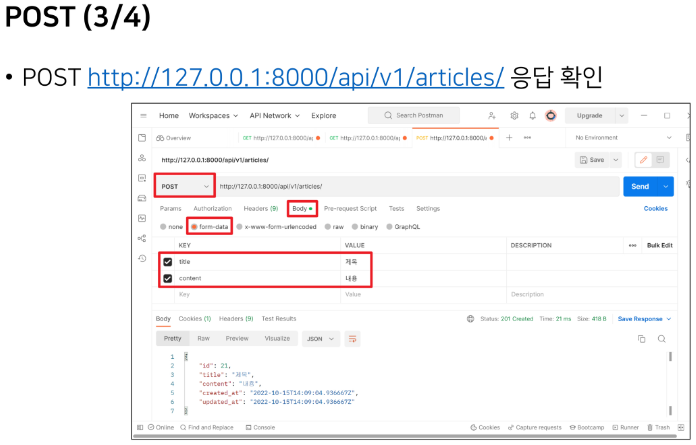 POST (3/4)
• POST http://127.0.0.1:8000/api/v1/articles/ 응답 확인
Home Workspaces API Network Explore Search Postman Upgrade
Overview GET http://127.0.0.1:8000/ap GET http://127.0.0.1:8000/ap POST http://127.0.0.1:8000/a No Environment
http://127.0.0.1:8000/api/v1/articles/ Save
POST http://127.0.0.1:8000/api/v1/articles/ Send
Params Authorization Headers (9) Body Pre-request Script Tests Settings Cookies
none form-data x-www-form-urlencoded raw binary GraphQL
KEY VALUE DESCRIPTION Bulk Edit
title 제목
content 내용
Key Value Description
Body Cookies (1) Headers (9) Test Results Status: 201 Created Time: 21 ms Size: 418 B Save Response
Pretty Raw Preview Visualize JSON
1 {
2 "id": 21,
3 "title": "제목",
4 "content": "내용",
5 "created_at": "2022-10-15T14:09:04.936667Z",
6 "updated_at": "2022-10-15T14:09:04.936667Z"
7 }
Online Find and Replace Console Cookies Capture requests Bootcamp Runner Trash